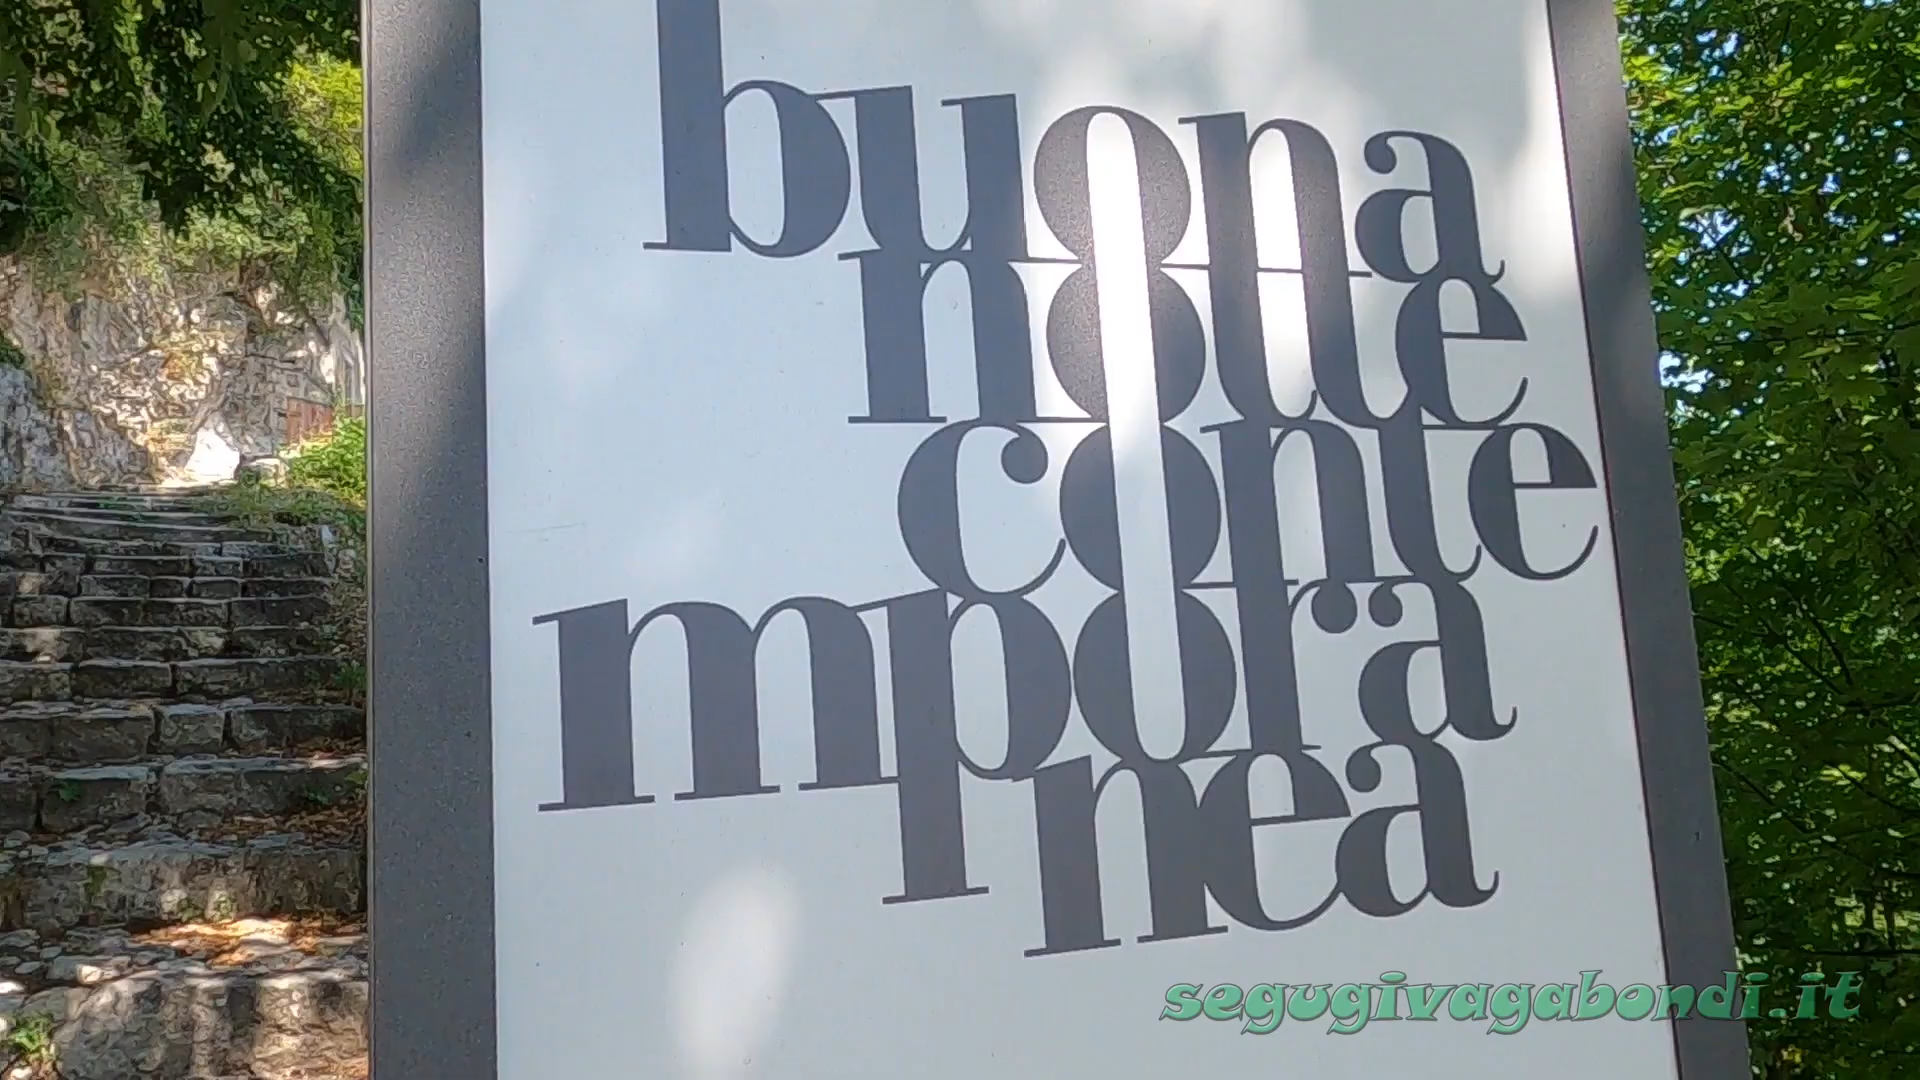 buona
notte
conte
mpora
nea
segugivagabondi.it